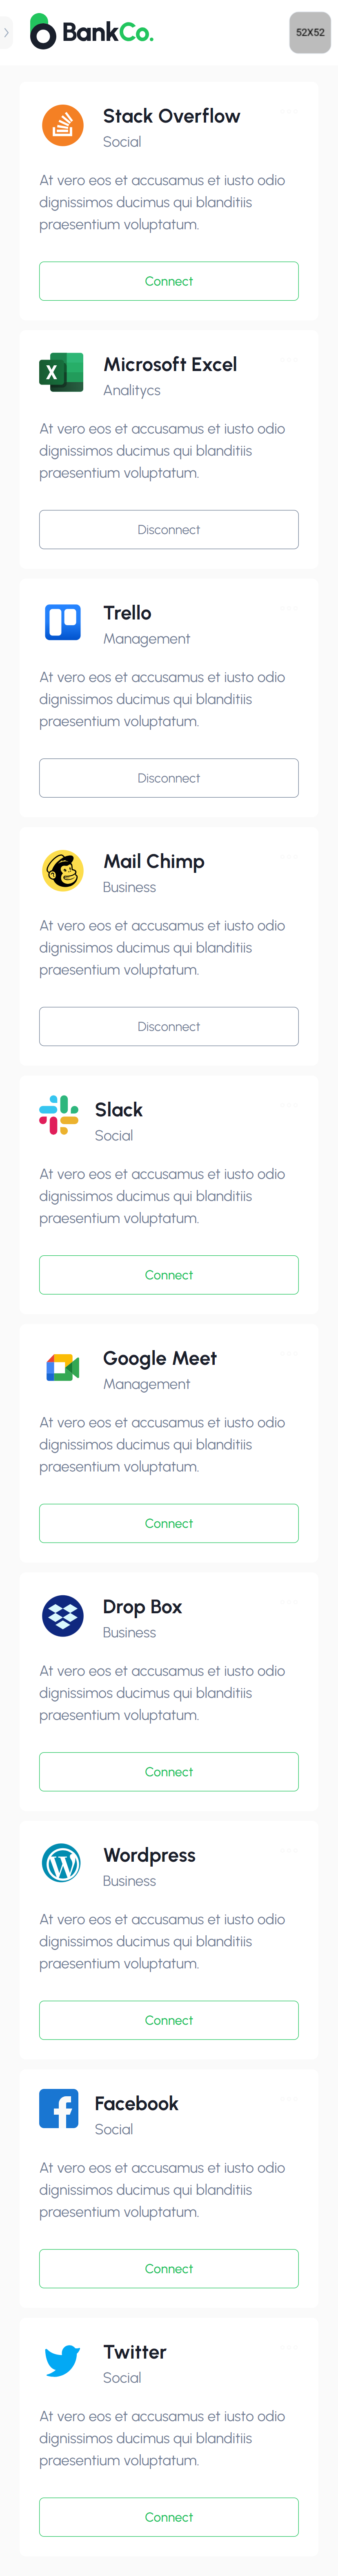 BankCo.
52X52
Stack Overflow
Social
At vero eos et accusamus et iusto odio
dignissimos ducimus qui blanditiis
praesentium voluptatum.
Connect
Microsoft Excel
Analitycs
At vero eos et accusamus et iusto odio
dignissimos ducimus qui blanditiis
praesentium voluptatum.
Disconnect
Trello
Management
At vero eos et accusamus et iusto odio
dignissimos ducimus qui blanditiis
praesentium voluptatum.
Disconnect
Mail Chimp
Business
At vero eos et accusamus et iusto odio
dignissimos ducimus qui blanditiis
praesentium voluptatum.
Disconnect
Slack
Social
At vero eos et accusamus et iusto odio
dignissimos ducimus qui blanditiis
praesentium voluptatum.
Connect
Google Meet
Management
At vero eos et accusamus et iusto odio
dignissimos ducimus qui blanditiis
praesentium voluptatum.
Connect
Drop Box
Business
At vero eos et accusamus et iusto odio
dignissimos ducimus qui blanditiis
praesentium voluptatum.
Connect
Wordpress
Business
At vero eos et accusamus et iusto odio
dignissimos ducimus qui blanditiis
praesentium voluptatum.
Connect
Facebook
Social
At vero eos et accusamus et iusto odio
dignissimos ducimus qui blanditiis
praesentium voluptatum.
Connect
Twitter
Social
At vero eos et accusamus et iusto odio
dignissimos ducimus qui blanditiis
praesentium voluptatum.
Connect